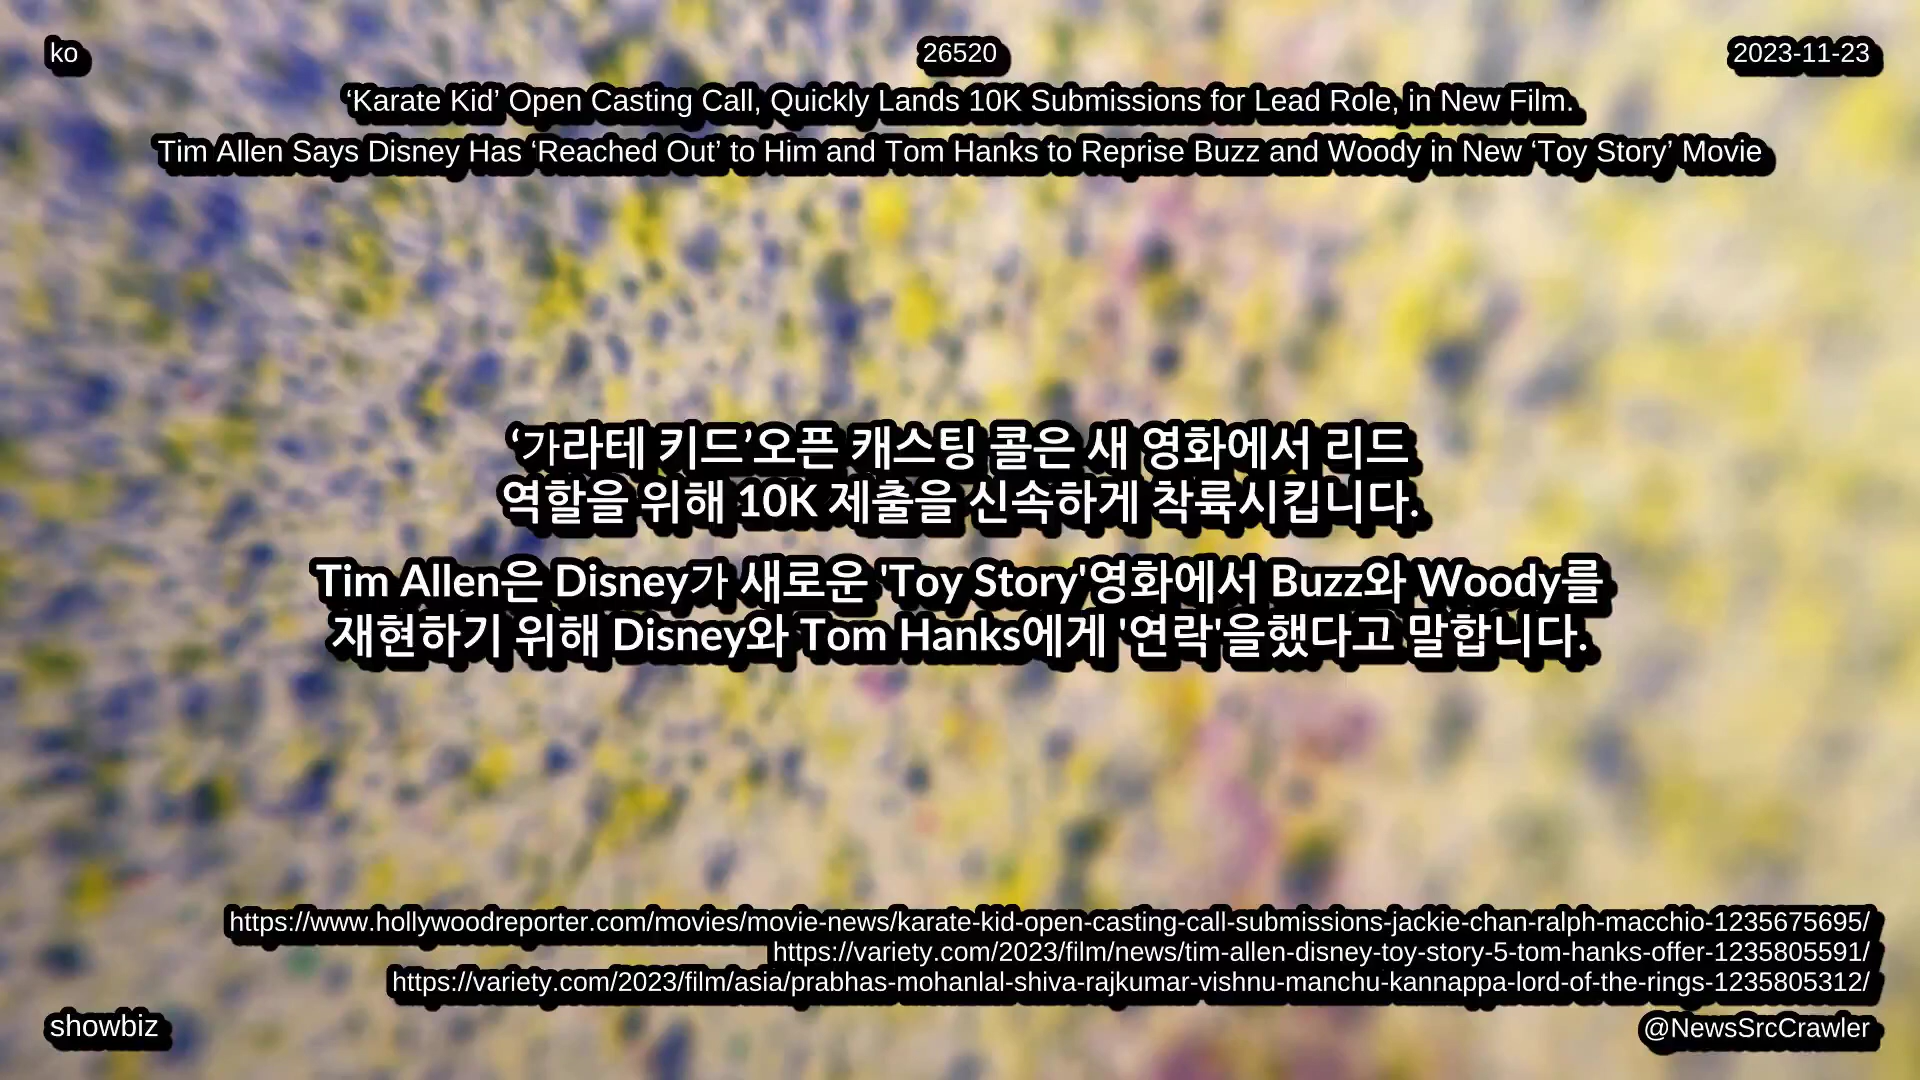 ko
26520
2023-11-23
‘Karate Kid’ Open Casting Call, Quickly Lands 10K Submissions for Lead Role, in New Film.
Tim Allen Says Disney Has ‘Reached Out’ to Him and Tom Hanks to Reprise Buzz and Woody in New ‘Toy Story’ Movie
‘가라테 키드’오픈 캐스팅 콜은 새 영화에서 리드
역할을 위해 10K 제출을 신속하게 착륙시킵니다.
Tim Allen은 Disney가 새로운 'Toy Story'영화에서 Buzz와 Woody를
재현하기 위해 Disney와 Tom Hanks에게 '연락'을했다고 말합니다.
https://www.hollywoodreporter.com/movies/movie-news/karate-kid-open-casting-call-submissions-jackie-chan-ralph-macchio-1235675695/
https://variety.com/2023/film/news/tim-allen-disney-toy-story-5-tom-hanks-offer-1235805591/
https://variety.com/2023/film/asia/prabhas-mohanlal-shiva-rajkumar-vishnu-manchu-kannappa-lord-of-the-rings-1235805312/
showbiz
@NewsSrcCrawler